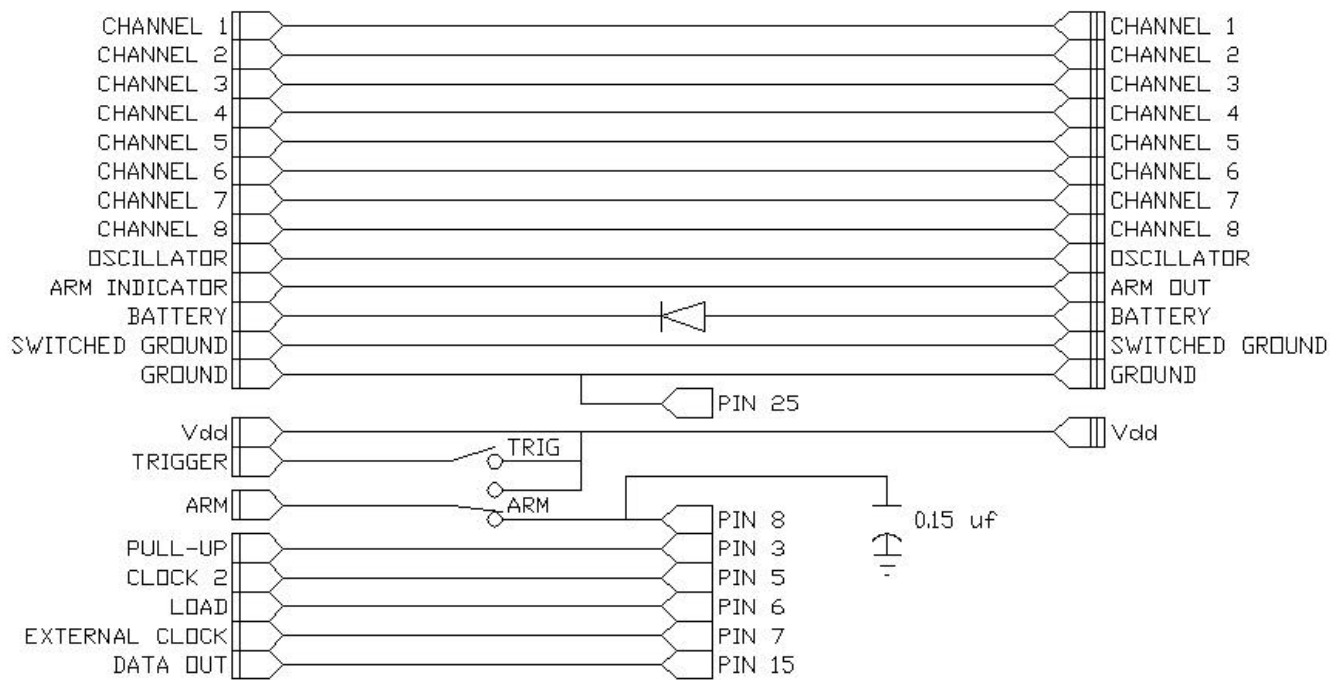 CHANNEL 1 CHANNEL 1
CHANNEL 2 CHANNEL 2
CHANNEL 3 CHANNEL 3
CHANNEL 4 CHANNEL 4
CHANNEL 5 CHANNEL 5
CHANNEL 6 CHANNEL 6
CHANNEL 7 CHANNEL 7
CHANNEL 8 CHANNEL 8
OSCILLATOR OSCILLATOR
ARM INDICATOR ARM OUT
BATTERY BATTERY
SWITCHED GROUND SWITCHED GROUND
GROUND GROUND
PIN 25
Vdd Vdd
TRIGGER TRIG
ARM ARM
PIN 8 0.15 uf
PULL-UP PIN 3
CLOCK 2 PIN 5
LOAD PIN 6
EXTERNAL CLOCK PIN 7
DATA OUT PIN 15